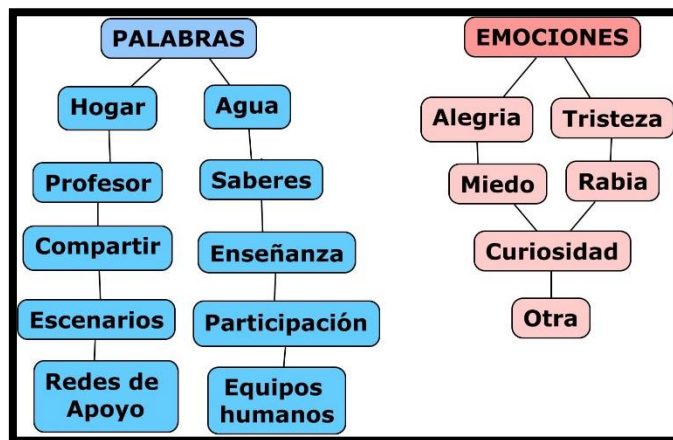 PALABRAS
Hogar
Agua
Profesor
Saberes
Compartir
Enseñanza
Escenarios
Participación
Redes de
Apoyo
Equipos
humanos
EMOCIONES
Alegria
Tristeza
Miedo
Rabia
Curiosidad
Otra